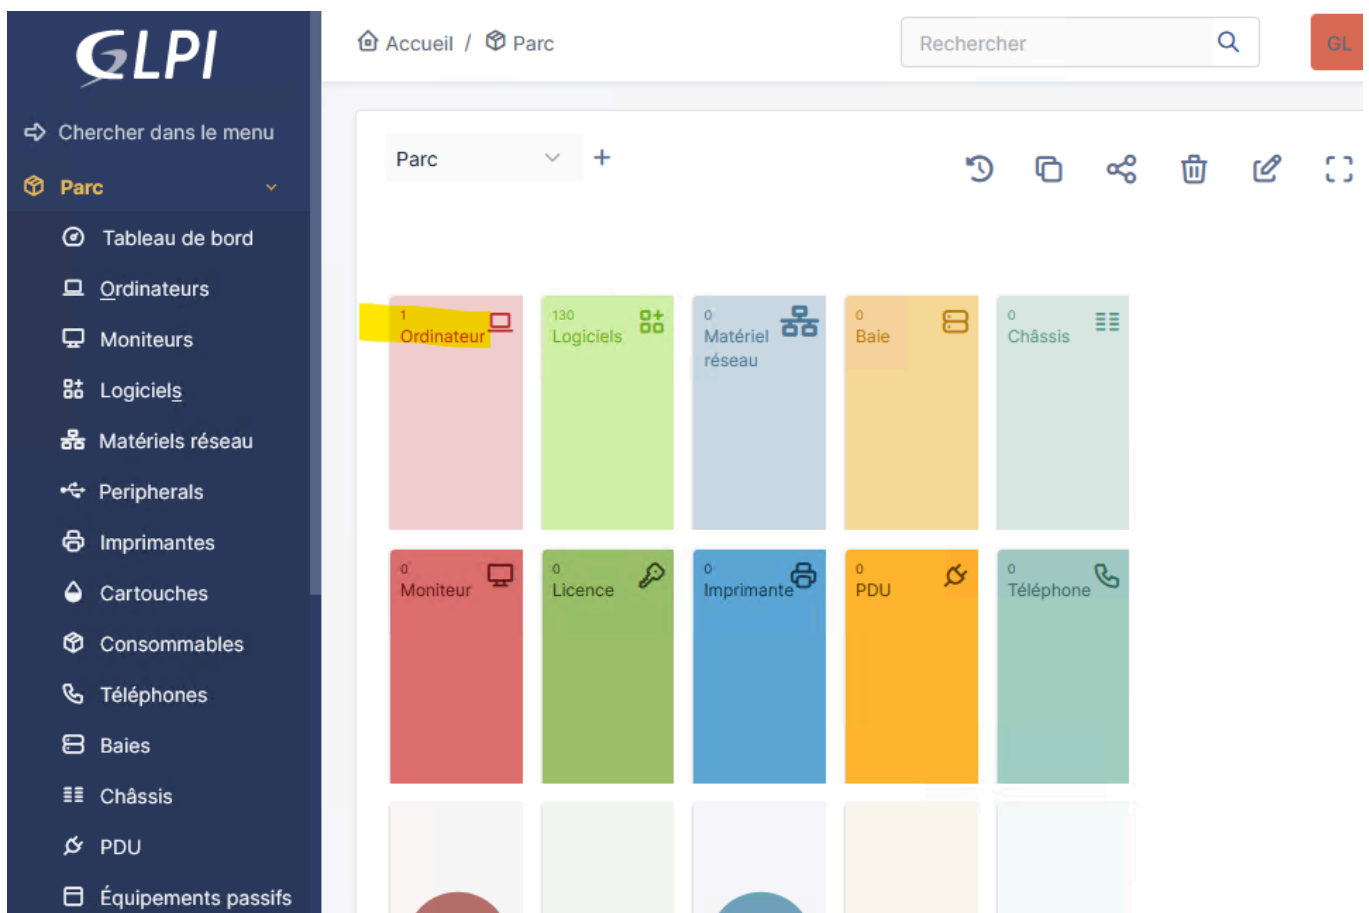 GLPI
Accueil / Parc
Rechercher
GL
Chercher dans le menu
Parc
Tableau de bord
Ordinateurs
Moniteurs
Logiciels
Matériels réseau
Peripherals
Imprimantes
Cartouches
Consommables
Téléphones
Baies
Châssis
PDU
Équipements passifs
Parc
1
Ordinateur
130
Logiciels
0
Matériel
réseau
0
Baie
0
Châssis
0
Moniteur
0
Licence
0
Imprimante
0
PDU
0
Téléphone